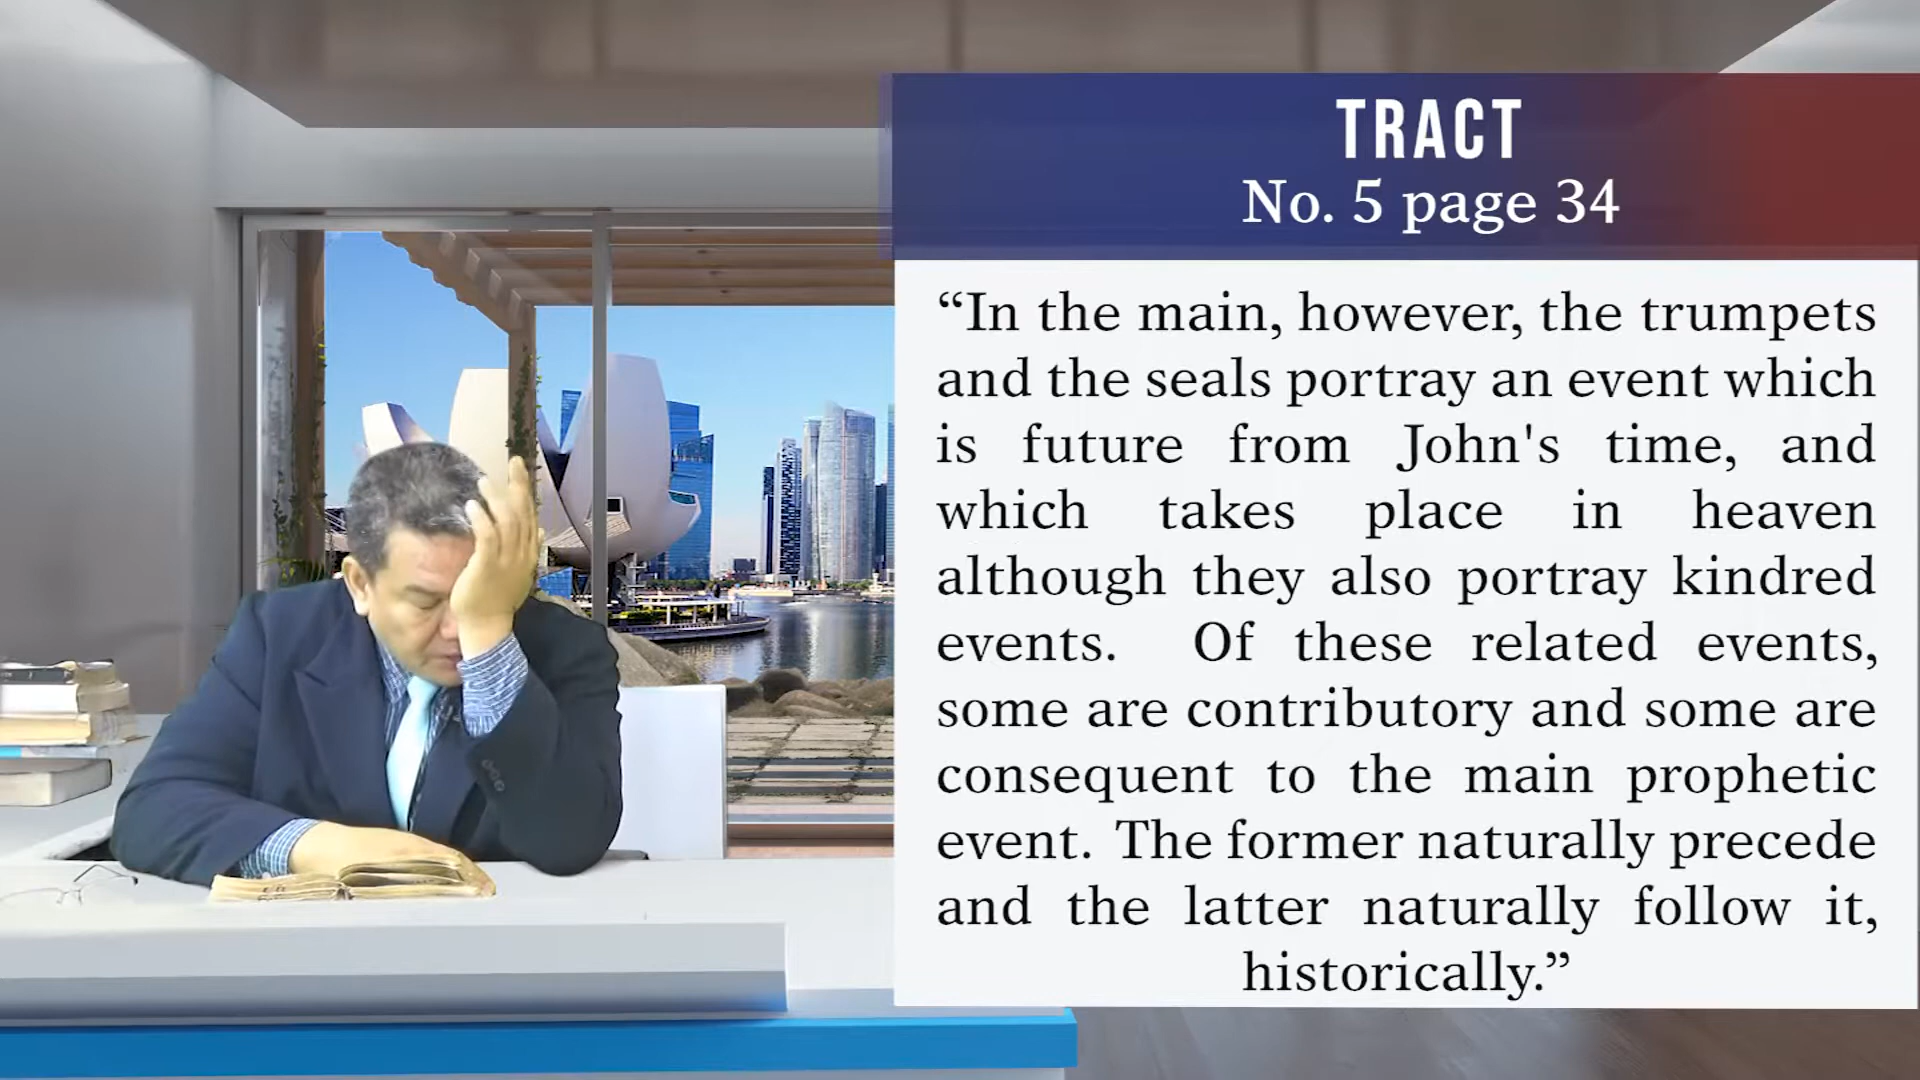 TRACT
No. 5 page 34
“In the main, however, the trumpets
and the seals portray an event which
is future from John's time, and
which takes place in heaven
although they also portray kindred
events. Of these related events,
some are contributory and some are
consequent to the main prophetic
event. The former naturally precede
and the latter naturally follow it,
historically.”